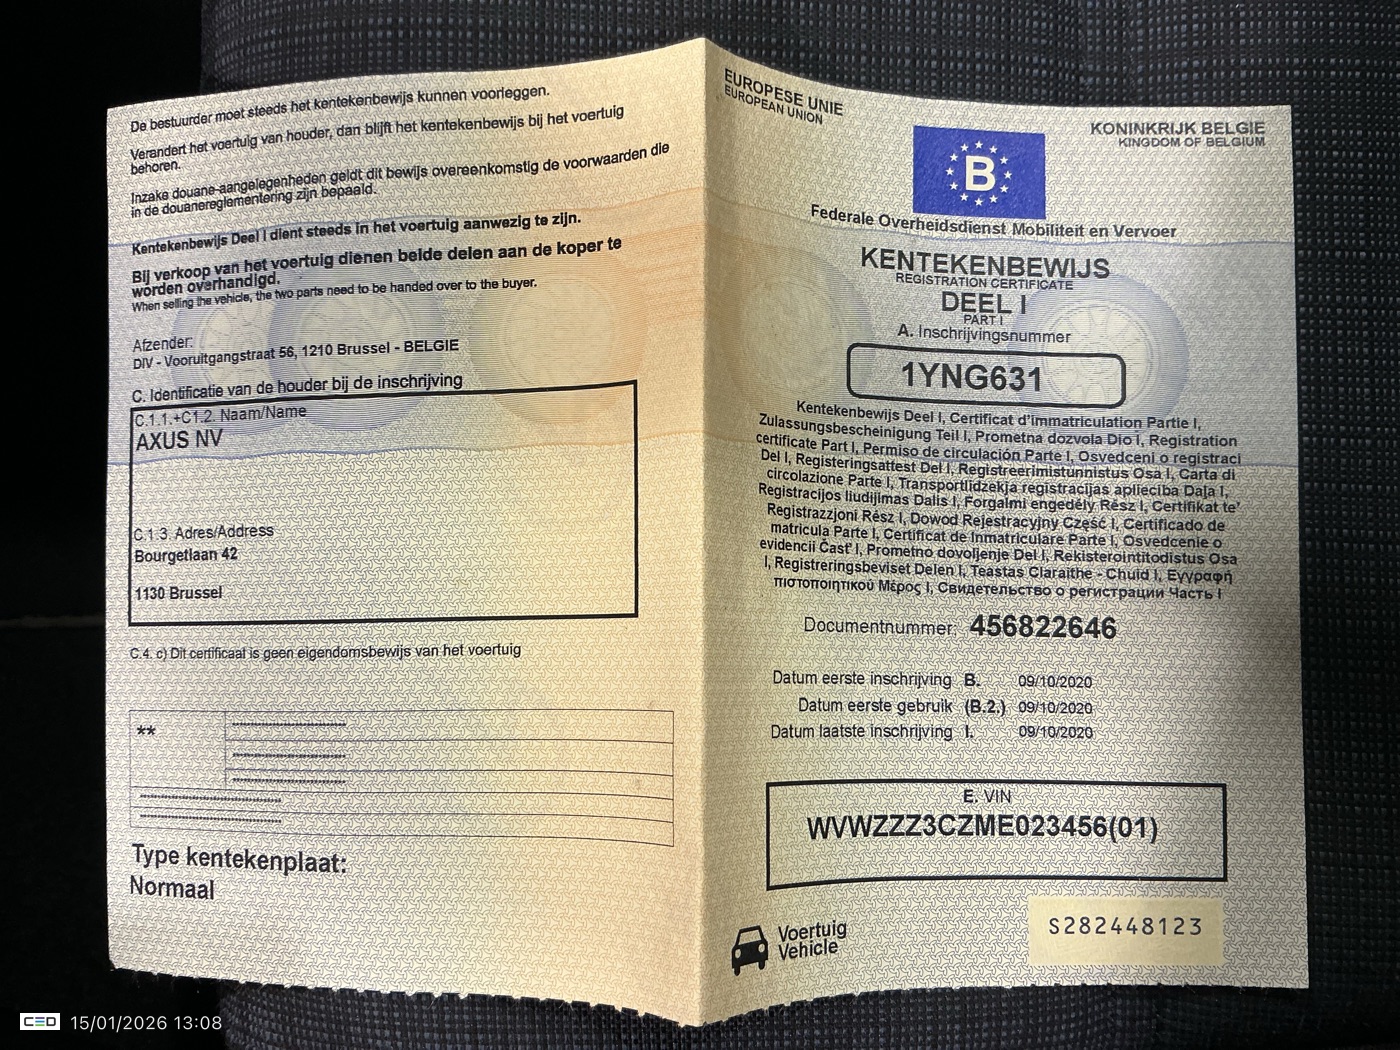 De bestuurder moet steeds het kentekenbewijs kunnen voorleggen.
Verandert het voertuig van houder, dan blijft het kentekenbewijs bij het voertuig
behoren.
Inzake douane-aangelegenheden geldt dit bewijs overeenkomstig de voorwaarden die
in de douanereglementering zijn bepaald.
Kentekenbewijs Deel I dient steeds in het voertuig aanwezig te zijn.
Bij verkoop van het voertuig dienen beide delen aan de koper te
worden overhandigd.
When selling the vehicle, the two parts need to be handed over to the buyer.
Afzender:
DIV - Vooruitgangstraat 56, 1210 Brussel - BELGIE
C. Identificatie van de houder bij de inschrijving
C.1.1.+C1.2. Naam/Name
AXUS NV
C.1.3. Adres/Address
Bourgetlaan 42
1130 Brussel
C.4. c) Dit certificaal is geen eigendomsbewijs van het voertuig
**
Type kentekenplaat:
Normaal
EUROPESE UNIE
EUROPEAN UNION
KONINKRIJK BELGIE
KINGDOM OF BELGIUM
B
Federale Overheidsdienst Mobiliteit en Vervoer
KENTEKENBEWIJS
REGISTRATION CERTIFICATE
DEEL I
PART I
A. Inschrijvingsnummer
1YNG631
Kentekenbewijs Deel I, Certificat d'immatriculation Partie I,
Zulassungsbescheinigung Teil I, Prometna dozvola Dio I, Registration
certificate Part I, Permiso de circulación Parte I, Osvedceni o registraci
Del I, Registeringsattest Del I, Registreerimistunnistus Osa I, Carta di
circolazione Parte I, Transportlidzekja registracijas aplieciba Daļa I,
Registracijos liudijimas Dalis I, Forgalmi engedély Rész I, Certifikat te'
Registrazzjoni Rész I, Dowod Rejestracyjny Część I, Certificado de
matricula Parte I, Certificat de Inmatriculare Parte I, Osvedcenie o
evidencii Časť I, Prometno dovoljenje Del I, Rekisterointitodistus Osa
I, Registreringsbeviset Delen I, Teastas Claraithe - Chuid I, Εγγραφή
πιστοποιητικού Μέρος I, Свидетельство о регистрации Часть I
Documentnummer: 456822646
Datum eerste inschrijving B. 09/10/2020
Datum eerste gebruik (B.2.) 09/10/2020
Datum laatste inschrijving I. 09/10/2020
E. VIN
WVWZZZ3CZME023456(01)
Voertuig
Vehicle
S282448123
CED 15/01/2026 13:08